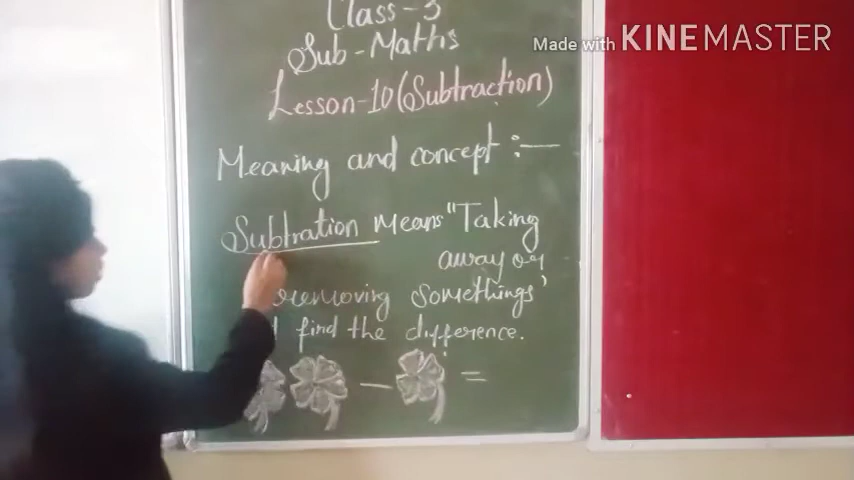 Class-3
Sub-Maths
Lesson-10(Subtraction)
Meaning and concept :—
Subtration Means "Taking
away or
removing somethings"
find the difference.
— =
Made with KINEMASTER